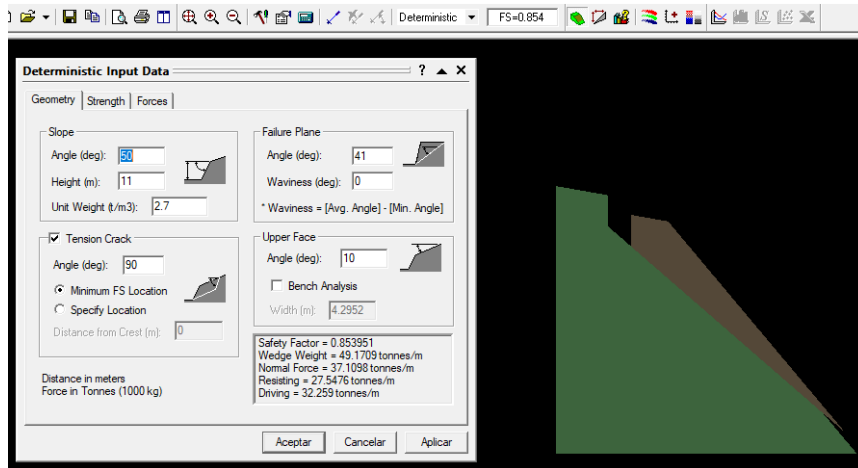 Deterministic FS=0.854
Deterministic Input Data ?
Geometry Strength Forces
Slope
Angle (deg): 50
Height (m): 11
Unit Weight (t/m3): 2.7
Failure Plane
Angle (deg): 41
Waviness (deg): 0
* Waviness = [Avg. Angle] - [Min. Angle]
Tension Crack
Angle (deg): 90
Minimum FS Location
Specify Location
Distance from Crest (m): 0
Upper Face
Angle (deg): 10
Bench Analysis
Width (m): 4.2952
Distance in meters
Force in Tonnes (1000 kg)
Safety Factor = 0.853951
Wedge Weight = 49.1709 tonnes/m
Normal Force = 37.1098 tonnes/m
Resisting = 27.5476 tonnes/m
Driving = 32.259 tonnes/m
Aceptar Cancelar Aplicar